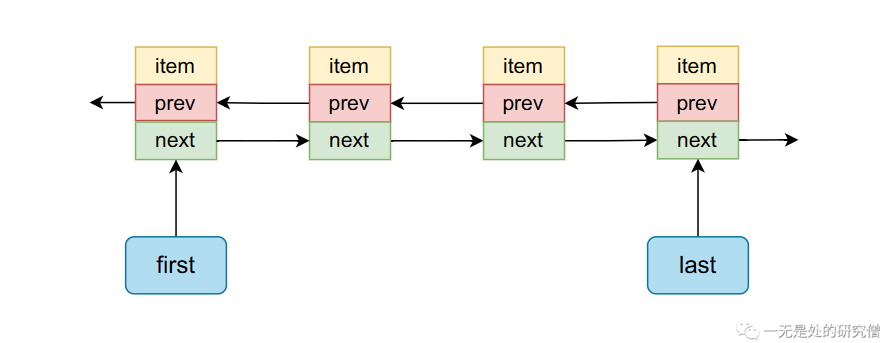 item item item item
prev prev prev prev
next next next next
first last
一无是处的研究僧